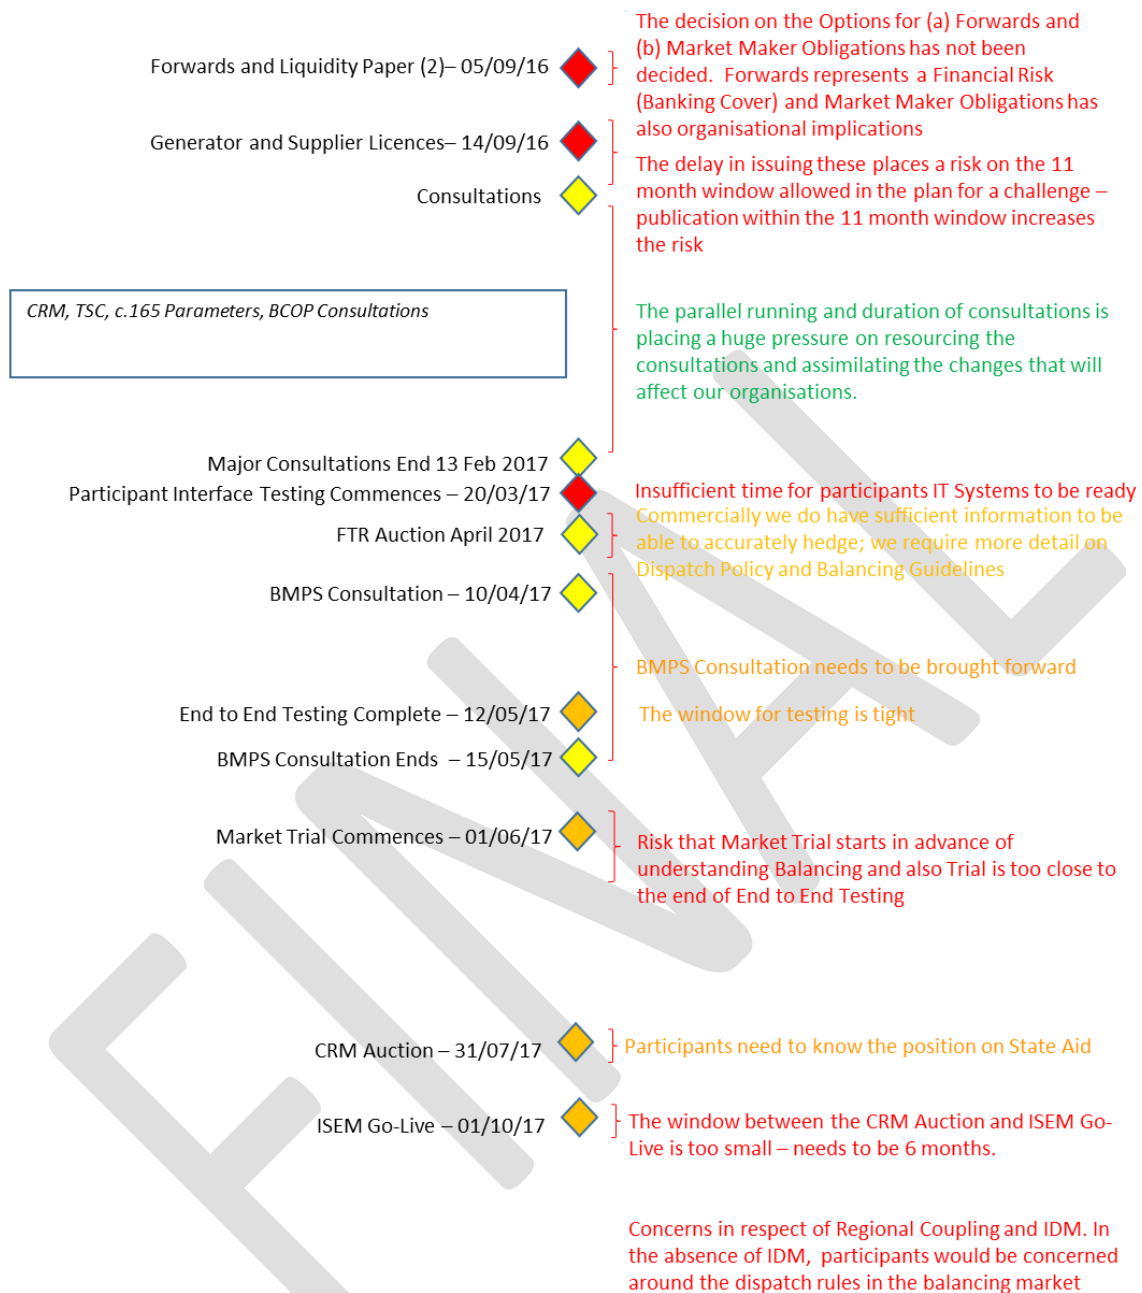 The decision on the Options for (a) Forwards and
(b) Market Maker Obligations has not been
decided.  Forwards represents a Financial Risk
(Banking Cover) and Market Maker Obligations has
also organisational implications
Forwards and Liquidity Paper (2)– 05/09/16
Generator and Supplier Licences– 14/09/16
The delay in issuing these places a risk on the 11
month window allowed in the plan for a challenge –
publication within the 11 month window increases
the risk
Consultations
CRM, TSC, c.165 Parameters, BCOP Consultations
The parallel running and duration of consultations is
placing a huge pressure on resourcing the
consultations and assimilating the changes that will
affect our organisations.
Major Consultations End 13 Feb 2017
Participant Interface Testing Commences – 20/03/17
Insufficient time for participants IT Systems to be ready
FTR Auction April 2017
Commercially we do have sufficient information to be
able to accurately hedge; we require more detail on
Dispatch Policy and Balancing Guidelines
BMPS Consultation – 10/04/17
BMPS Consultation needs to be brought forward
End to End Testing Complete – 12/05/17
The window for testing is tight
BMPS Consultation Ends  – 15/05/17
Market Trial Commences – 01/06/17
Risk that Market Trial starts in advance of
understanding Balancing and also Trial is too close to
the end of End to End Testing
CRM Auction – 31/07/17
Participants need to know the position on State Aid
ISEM Go-Live – 01/10/17
The window between the CRM Auction and ISEM Go-
Live is too small – needs to be 6 months.
Concerns in respect of Regional Coupling and IDM. In
the absence of IDM,  participants would be concerned
around the dispatch rules in the balancing market
FINAL